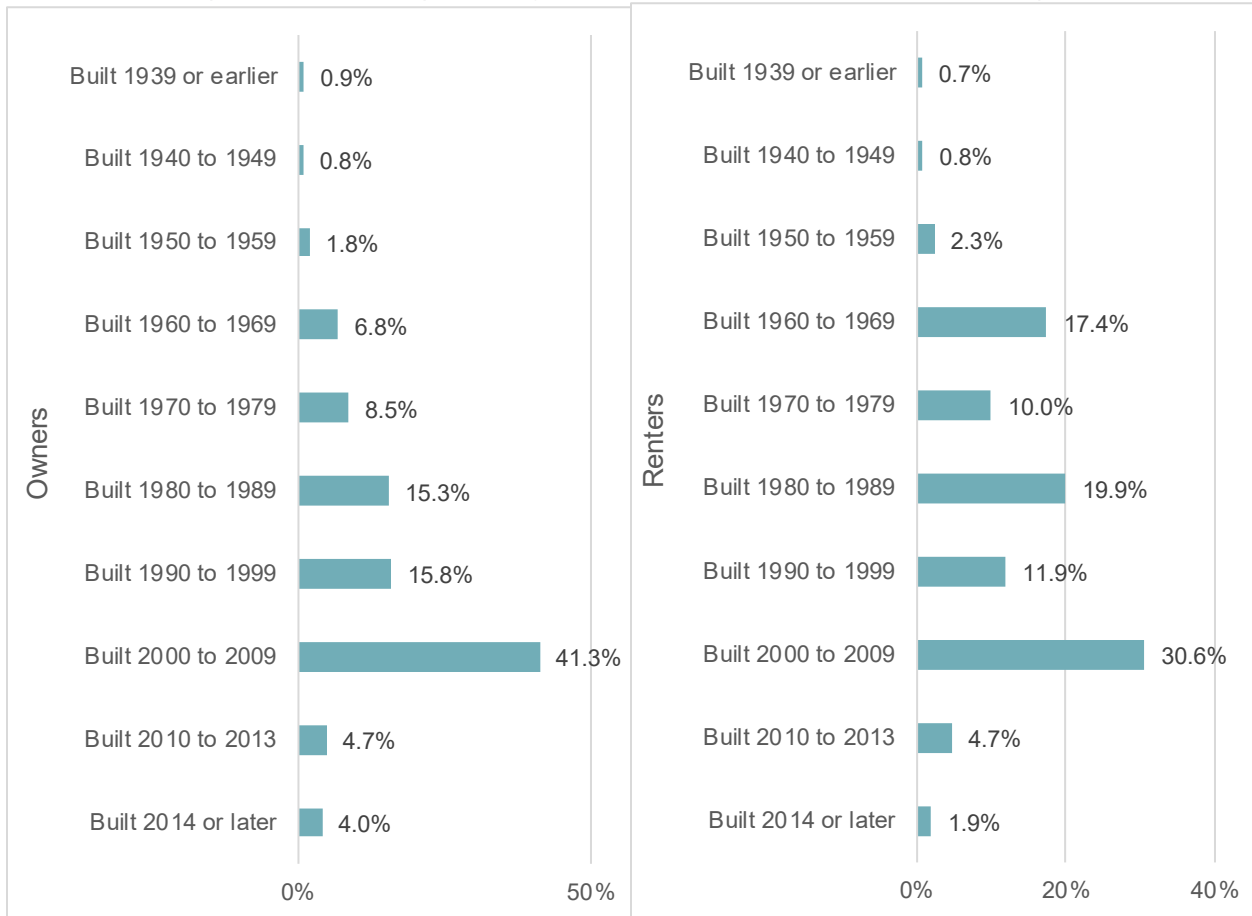 Owners
Built 1939 or earlier 0.9%
Built 1940 to 1949 0.8%
Built 1950 to 1959 1.8%
Built 1960 to 1969 6.8%
Built 1970 to 1979 8.5%
Built 1980 to 1989 15.3%
Built 1990 to 1999 15.8%
Built 2000 to 2009 41.3%
Built 2010 to 2013 4.7%
Built 2014 or later 4.0%
0% 50%
Renters
Built 1939 or earlier 0.7%
Built 1940 to 1949 0.8%
Built 1950 to 1959 2.3%
Built 1960 to 1969 17.4%
Built 1970 to 1979 10.0%
Built 1980 to 1989 19.9%
Built 1990 to 1999 11.9%
Built 2000 to 2009 30.6%
Built 2010 to 2013 4.7%
Built 2014 or later 1.9%
0% 20% 40%